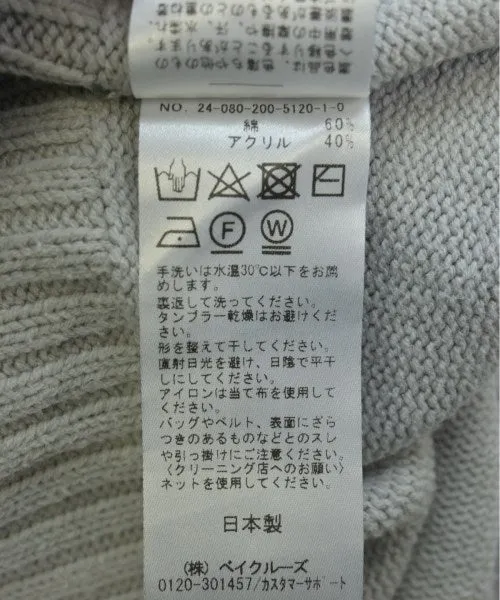 NO. 24-080-200-5120-1-0
綿 60%
アクリル 40%
F W
手洗いは水温30℃以下をお薦
めします。
裏返して洗ってください。
タンブラー乾燥はお避けくだ
さい。
形を整えて干してください。
直射日光を避け、日陰で平干
しにしてください。
アイロンは当て布を使用して
ください。
バッグやベルト、表面にざら
つきのあるものなどとのスレ
や引っ掛けにご注意ください。
〈クリーニング店へのお願い〉
ネットを使用してください。
日本製
(株) ベイクルーズ
0120-301457/カスタマーサポート